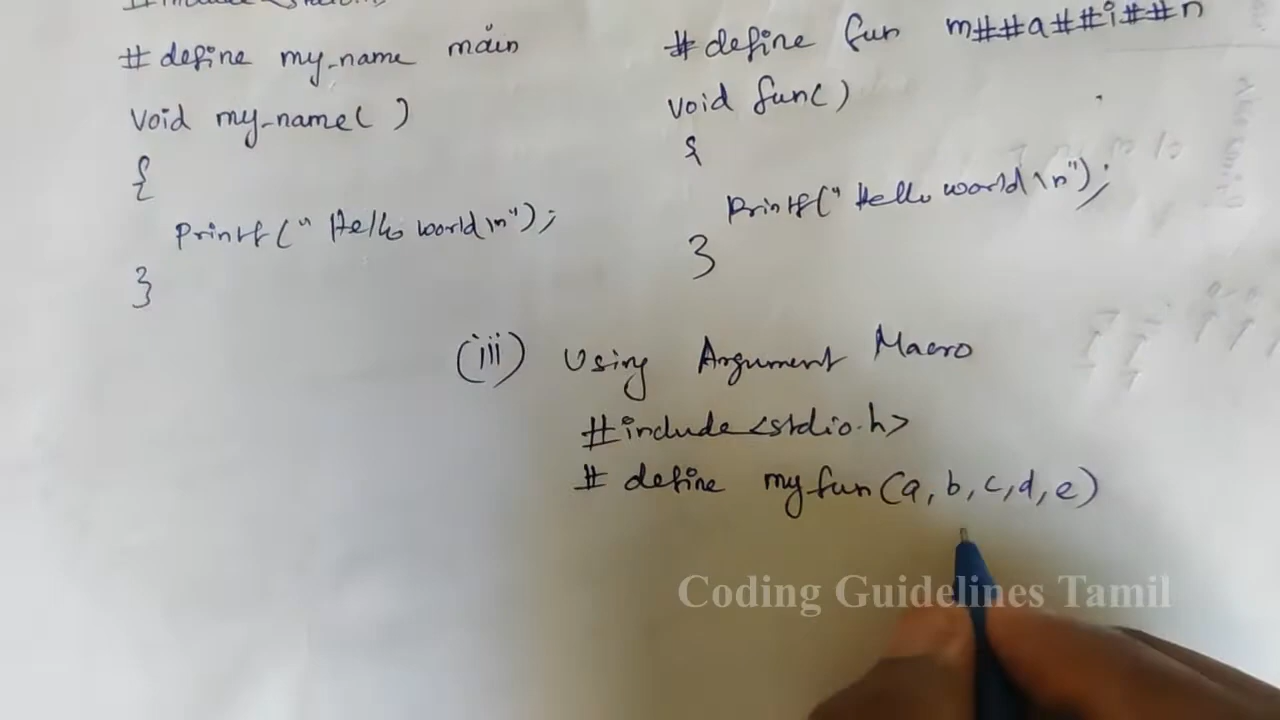 # define my_name main
void my_name( )
{
printf(" Hello world\n");
}
# define fun m##a##i##n
void fun( )
{
printf(" Hello world\n");
}
(iii) Using Argument Macro
#include<stdio.h>
# define myfun(a, b, c, d, e)
Coding Guidelines Tamil